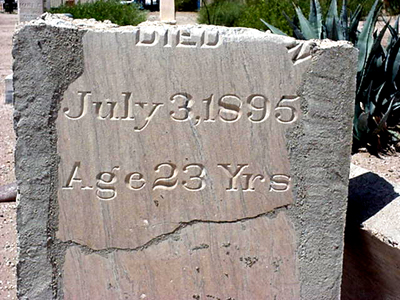 DIED
July 3,1895
Age 23 Yrs